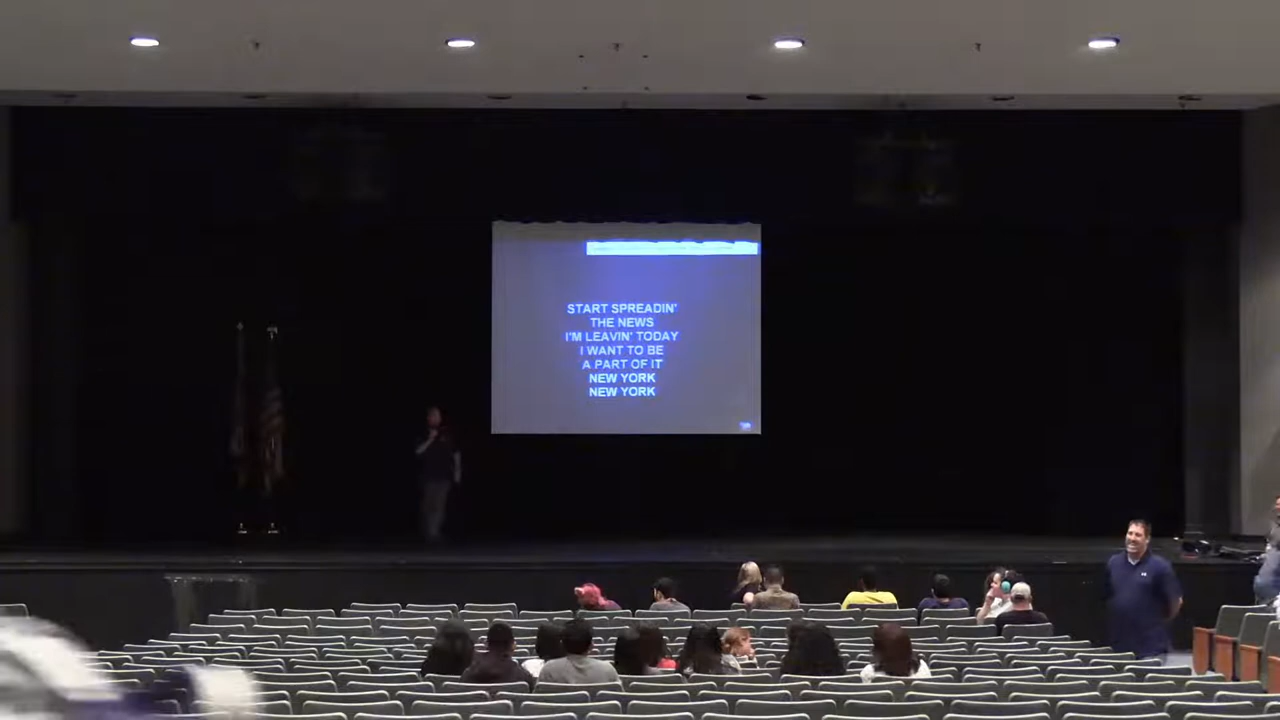 START SPREADIN'
THE NEWS
I'M LEAVIN' TODAY
I WANT TO BE
A PART OF IT
NEW YORK
NEW YORK